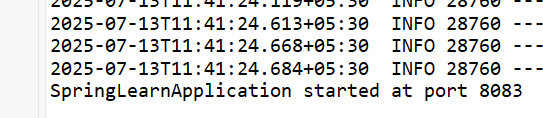 2025-07-13T11:41:24.119+05:30  INFO 28760 ---
2025-07-13T11:41:24.613+05:30  INFO 28760 ---
2025-07-13T11:41:24.668+05:30  INFO 28760 ---
2025-07-13T11:41:24.684+05:30  INFO 28760 ---
SpringLearnApplication started at port 8083